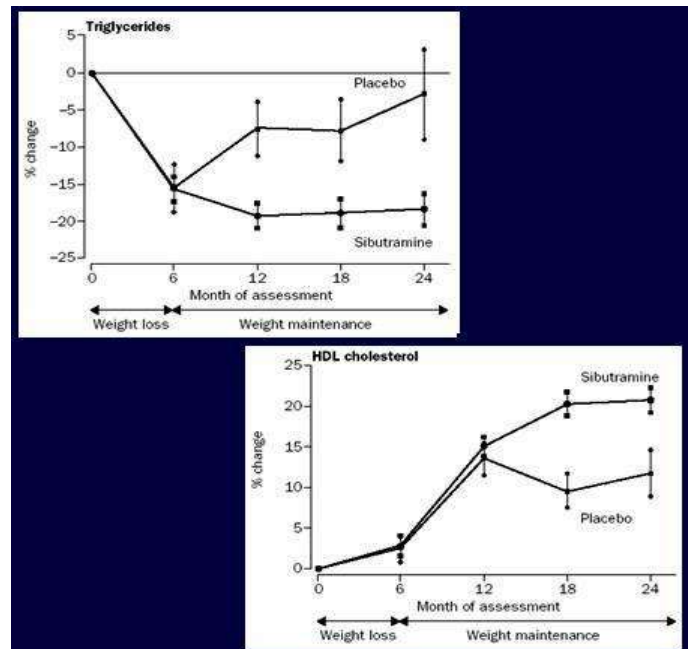 Triglycerides
5
0
Placebo
−5
−10
% change
−15
−20
Sibutramine
−25
0 6 12 18 24
Month of assessment
Weight loss Weight maintenance
HDL cholesterol
Sibutramine
20
15
% change
10
Placebo
5
0
0 6 12 18 24
Month of assessment
Weight loss Weight maintenance